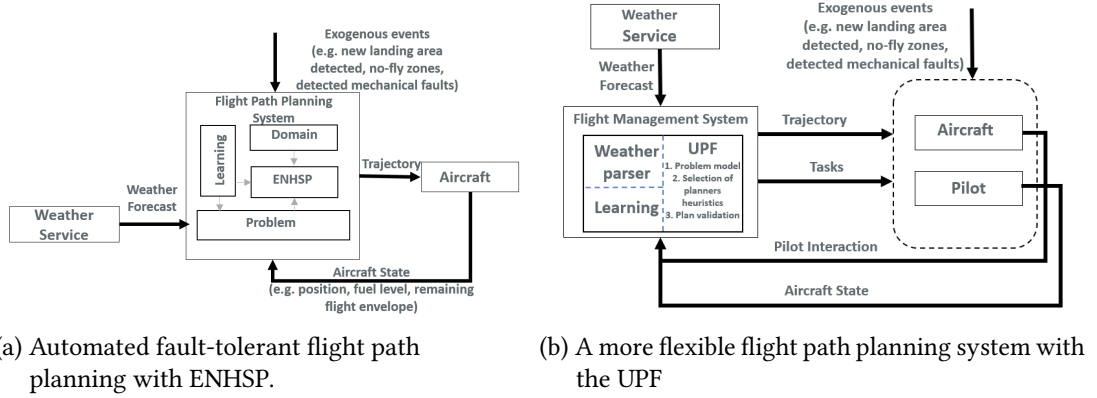 Exogenous events
(e.g. new landing area
detected, no-fly zones,
detected mechanical faults)
Flight Path Planning
System
Learning
Domain
ENHSP
Problem
Weather
Forecast
Weather
Service
Trajectory
Aircraft
Aircraft State
(e.g. position, fuel level, remaining
flight envelope)
(a) Automated fault-tolerant flight path
planning with ENHSP.
Weather
Service
Weather
Forecast
Exogenous events
(e.g. new landing area
detected, no-fly zones,
detected mechanical faults)
Flight Management System
Weather
parser
Learning
UPF
1. Problem model
2. Selection of
planners
heuristics
3. Plan validation
Trajectory
Tasks
Aircraft
Pilot
Pilot Interaction
Aircraft State
(b) A more flexible flight path planning system with
the UPF